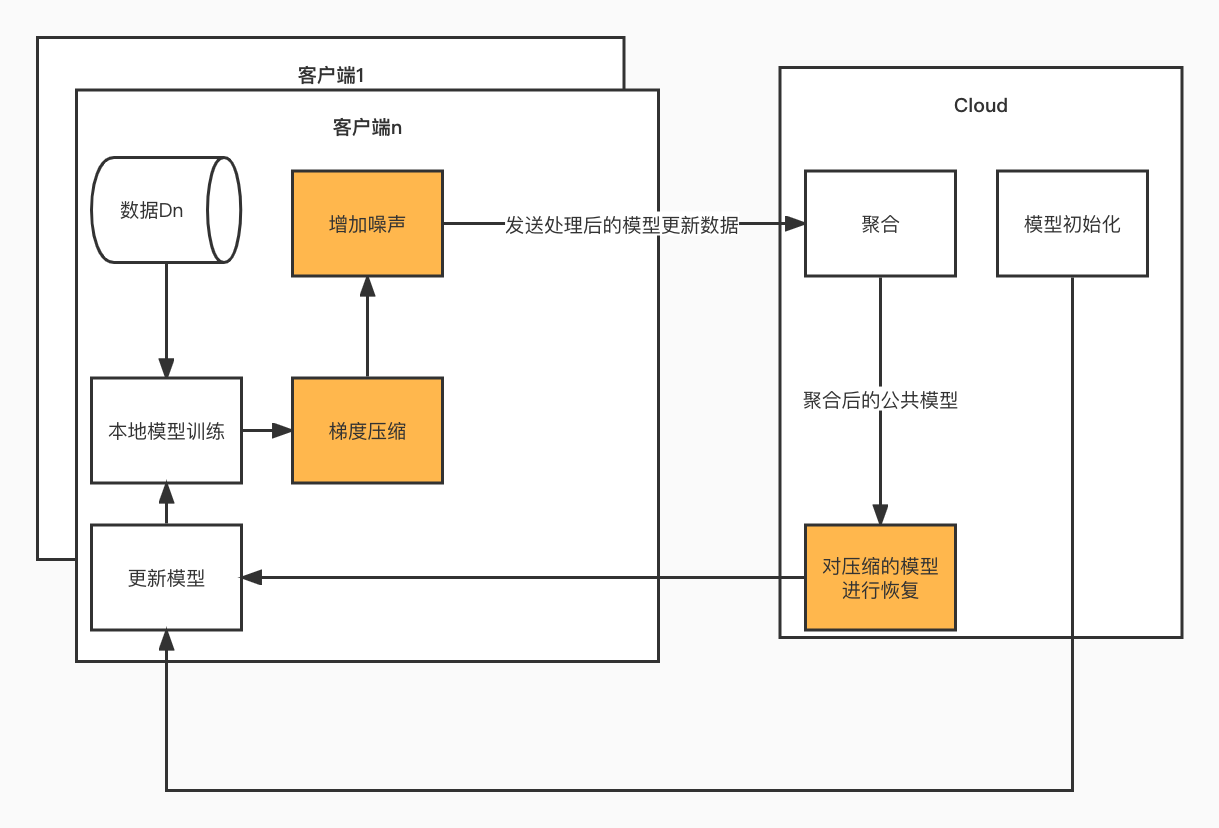 客户端1
客户端n
数据Dn
增加噪声
发送处理后的模型更新数据
本地模型训练
梯度压缩
更新模型
Cloud
聚合
模型初始化
聚合后的公共模型
对压缩的模型
进行恢复